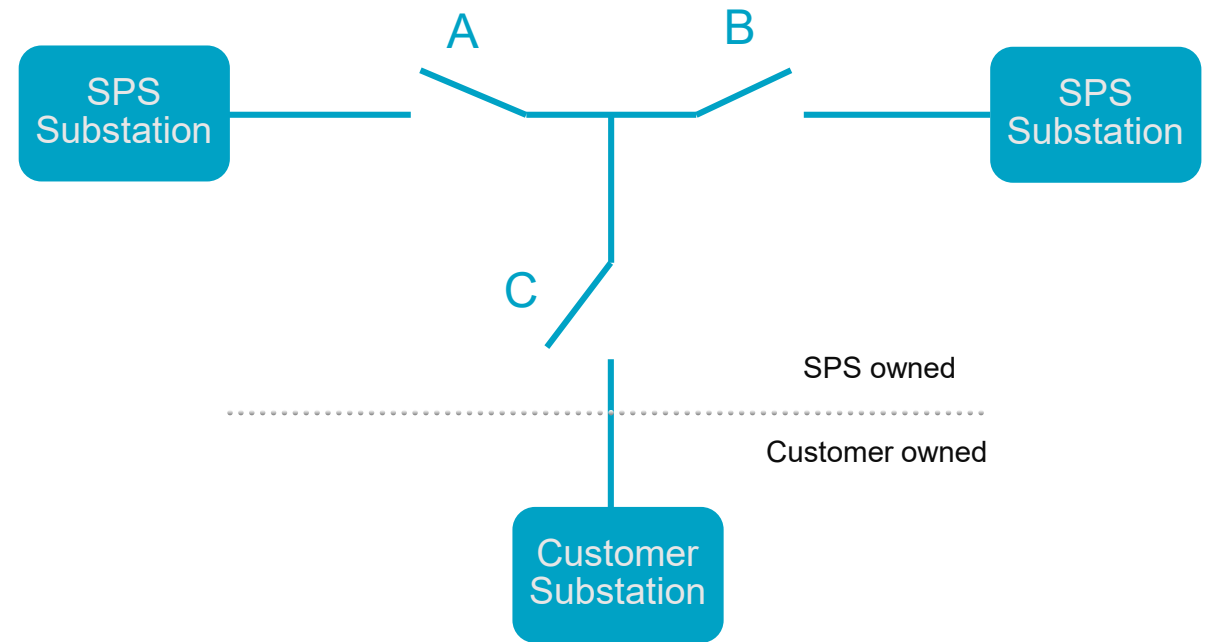 A
B
SPS
Substation
SPS
Substation
C
SPS owned
Customer owned
Customer
Substation